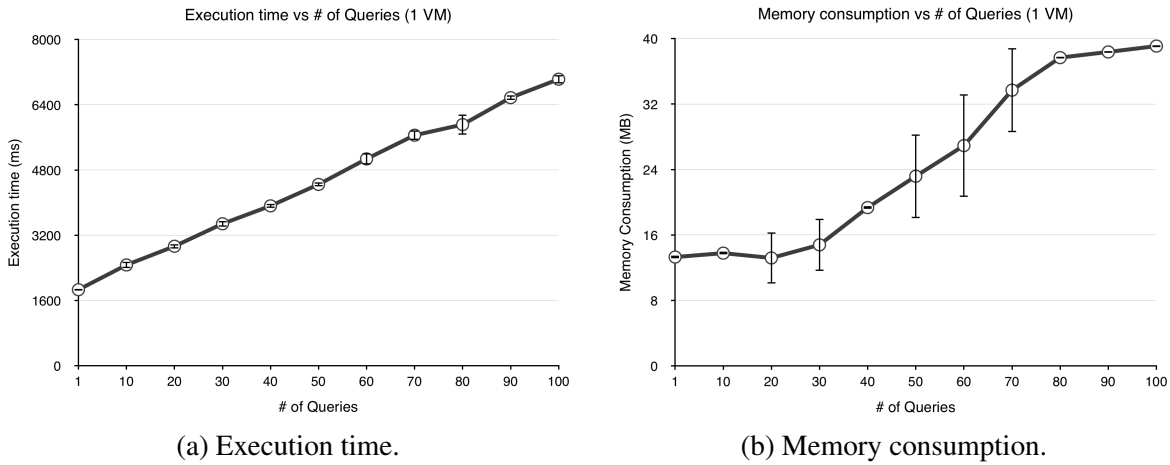 Execution time vs # of Queries (1 VM)
8000
6400
4800
3200
1600
0
Execution time (ms)
1 10 20 30 40 50 60 70 80 90 100
# of Queries
(a) Execution time.
Memory consumption vs # of Queries (1 VM)
40
32
24
16
8
0
Memory Consumption (MB)
1 10 20 30 40 50 60 70 80 90 100
# of Queries
(b) Memory consumption.